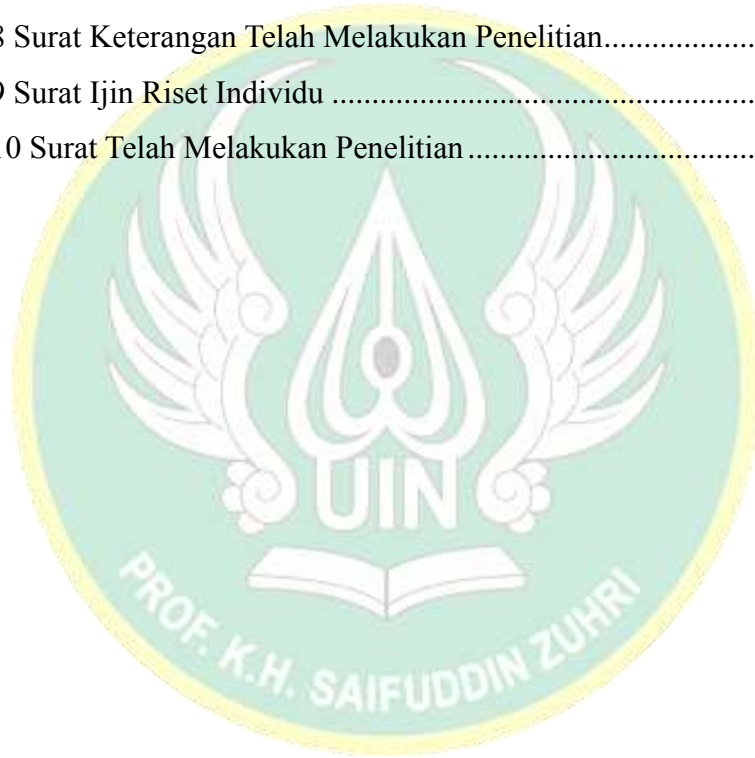 8 Surat Keterangan Telah Melakukan Penelitian...................
9 Surat Ijin Riset Individu .....................................................
10 Surat Telah Melakukan Penelitian ....................................
UIN
PROF. K.H. SAIFUDDIN ZUHRI